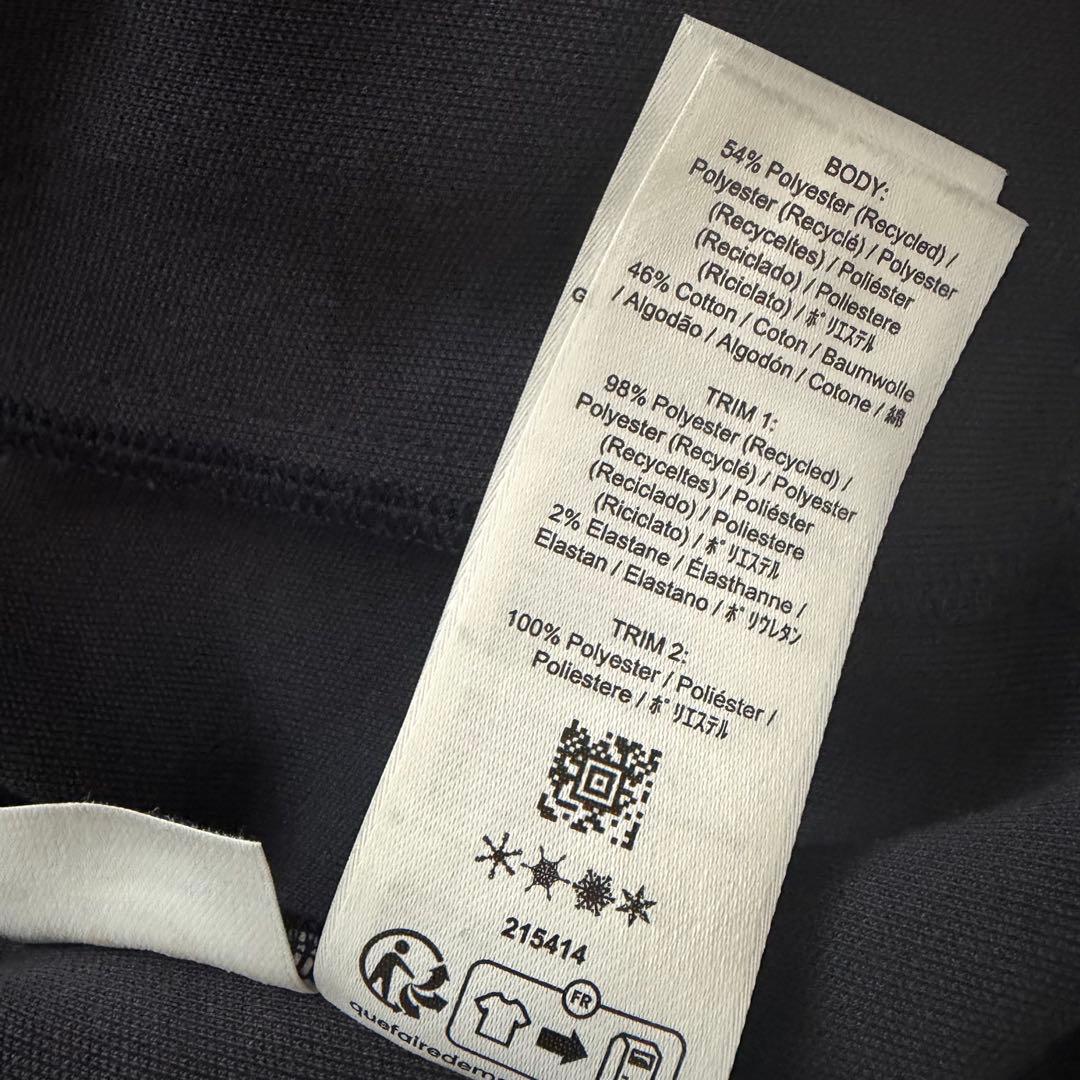 BODY:
54% Polyester (Recycled) /
Polyester (Recyclé) / Polyester
(Recyceltes) / Poliéster
(Reciclado) / Poliestere
(Riciclato) / ﾎﾟﾘｴｽﾃﾙ
46% Cotton / Coton / Baumwolle
/ Algodão / Algodón / Cotone / 綿
G
TRIM 1:
98% Polyester (Recycled) /
Polyester (Recyclé) / Polyester
(Recyceltes) / Poliéster
(Reciclado) / Poliestere
(Riciclato) / ﾎﾟﾘｴｽﾃﾙ
2% Elastane / Élasthanne /
Elastan / Elastano / ﾎﾟﾘｳﾚﾀﾝ
TRIM 2:
100% Polyester / Poliéster /
Poliestere / ﾎﾟﾘｴｽﾃﾙ
215414
FR
quefairedem